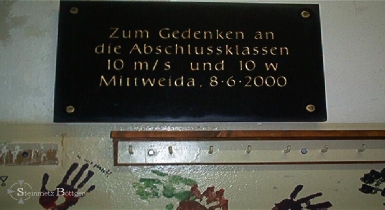 Zum Gedenken an
die Abschlussklassen
10 m/s und 10 w
Mittweida, 8·6·2000
Steinmetz Böttger